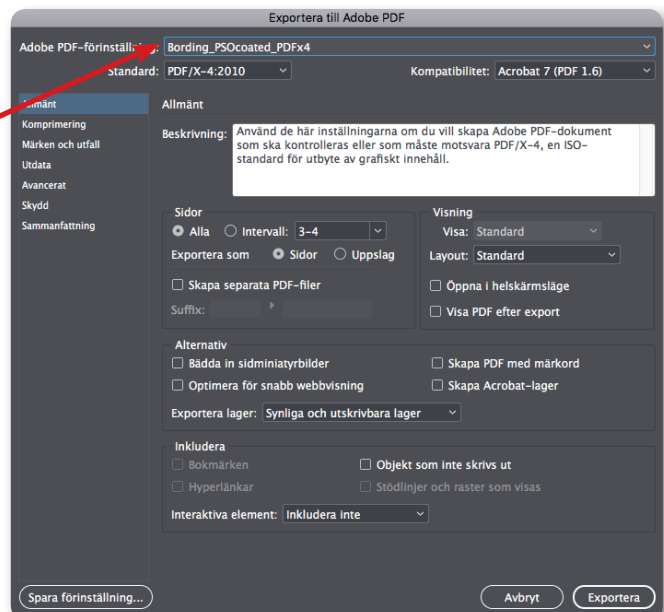 Exportera till Adobe PDF
Adobe PDF-förinställning: Bording_PSOcoated_PDFx4
Standard: PDF/X-4:2010 Kompatibilitet: Acrobat 7 (PDF 1.6)
Allmänt
Komprimering
Märken och utfall
Utdata
Avancerat
Skydd
Sammanfattning
Allmänt
Beskrivning: Använd de här inställningarna om du vill skapa Adobe PDF-dokument
som ska kontrolleras eller som måste motsvara PDF/X-4, en ISO-
standard för utbyte av grafiskt innehåll.
Sidor
Alla Intervall: 3-4
Exportera som Sidor Uppslag
Skapa separata PDF-filer
Suffix:
Visning
Visa: Standard
Layout: Standard
Öppna i helskärmsläge
Visa PDF efter export
Alternativ
Bädda in sidminiatyrbilder Skapa PDF med märkord
Optimera för snabb webbvisning Skapa Acrobat-lager
Exportera lager: Synliga och utskrivbara lager
Inkludera
Bokmärken Objekt som inte skrivs ut
Hyperlänkar Stödlinjer och raster som visas
Interaktiva element: Inkludera inte
Spara förinställning... Avbryt Exportera